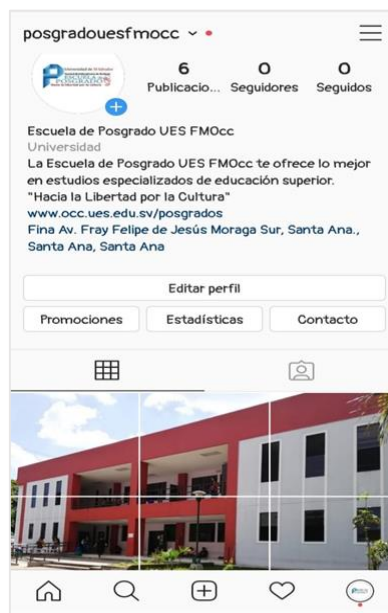 posgradouesfmocc
6 0 0
Publicacio... Seguidores Seguidos
POSGRADO
Escuela de Posgrado UES FMOcc
Universidad
La Escuela de Posgrado UES FMOcc te ofrece lo mejor
en estudios especializados de educación superior.
"Hacia la Libertad por la Cultura"
www.occ.ues.edu.sv/posgrados
Fina Av. Fray Felipe de Jesús Moraga Sur, Santa Ana.,
Santa Ana, Santa Ana
Editar perfil
Promociones Estadísticas Contacto